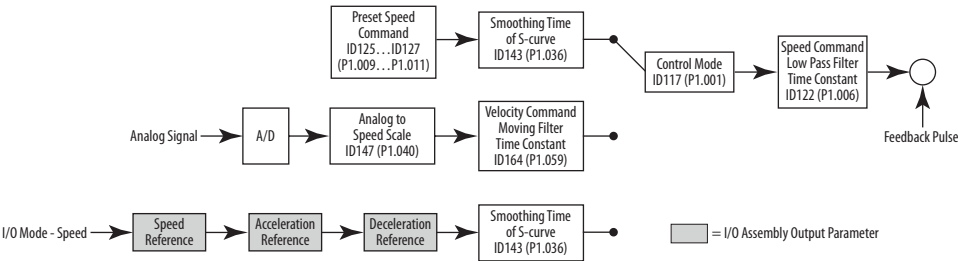 Preset Speed
Command
ID125…ID127
(P1.009…P1.011)
Smoothing Time
of S-curve
ID143 (P1.036)
Control Mode
ID117 (P1.001)
Speed Command
Low Pass Filter
Time Constant
ID122 (P1.006)
Feedback Pulse
Analog Signal
A/D
Analog to
Speed Scale
ID147 (P1.040)
Velocity Command
Moving Filter
Time Constant
ID164 (P1.059)
I/O Mode - Speed
Speed
Reference
Acceleration
Reference
Deceleration
Reference
Smoothing Time
of S-curve
ID143 (P1.036)
= I/O Assembly Output Parameter